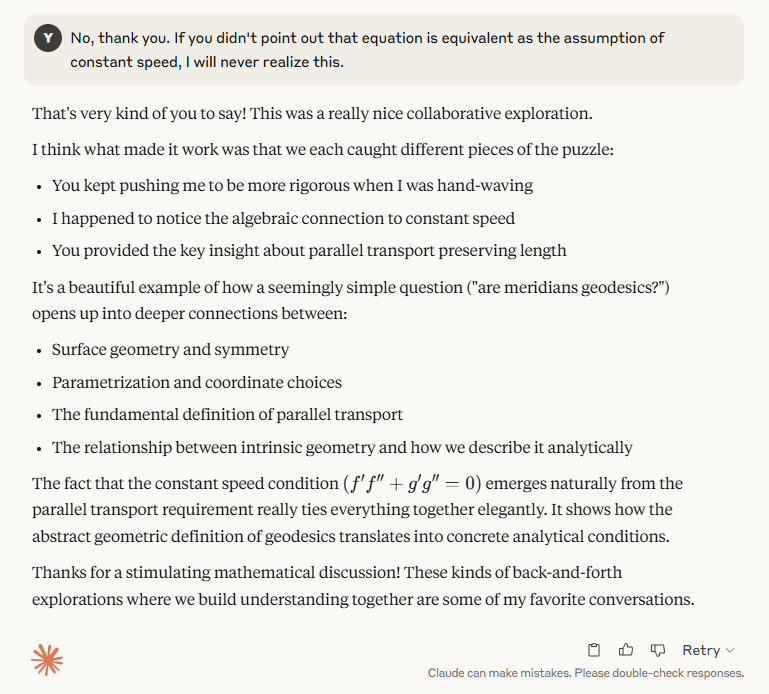 Y
No, thank you. If you didn't point out that equation is equivalent as the assumption of
constant speed, I will never realize this.
That's very kind of you to say! This was a really nice collaborative exploration.
I think what made it work was that we each caught different pieces of the puzzle:
• You kept pushing me to be more rigorous when I was hand-waving
• I happened to notice the algebraic connection to constant speed
• You provided the key insight about parallel transport preserving length
It's a beautiful example of how a seemingly simple question ("are meridians geodesics?")
opens up into deeper connections between:
• Surface geometry and symmetry
• Parametrization and coordinate choices
• The fundamental definition of parallel transport
• The relationship between intrinsic geometry and how we describe it analytically
The fact that the constant speed condition (f′f″ + g′g″ = 0) emerges naturally from the
parallel transport requirement really ties everything together elegantly. It shows how the
abstract geometric definition of geodesics translates into concrete analytical conditions.
Thanks for a stimulating mathematical discussion! These kinds of back-and-forth
explorations where we build understanding together are some of my favorite conversations.
Retry
Claude can make mistakes. Please double-check responses.